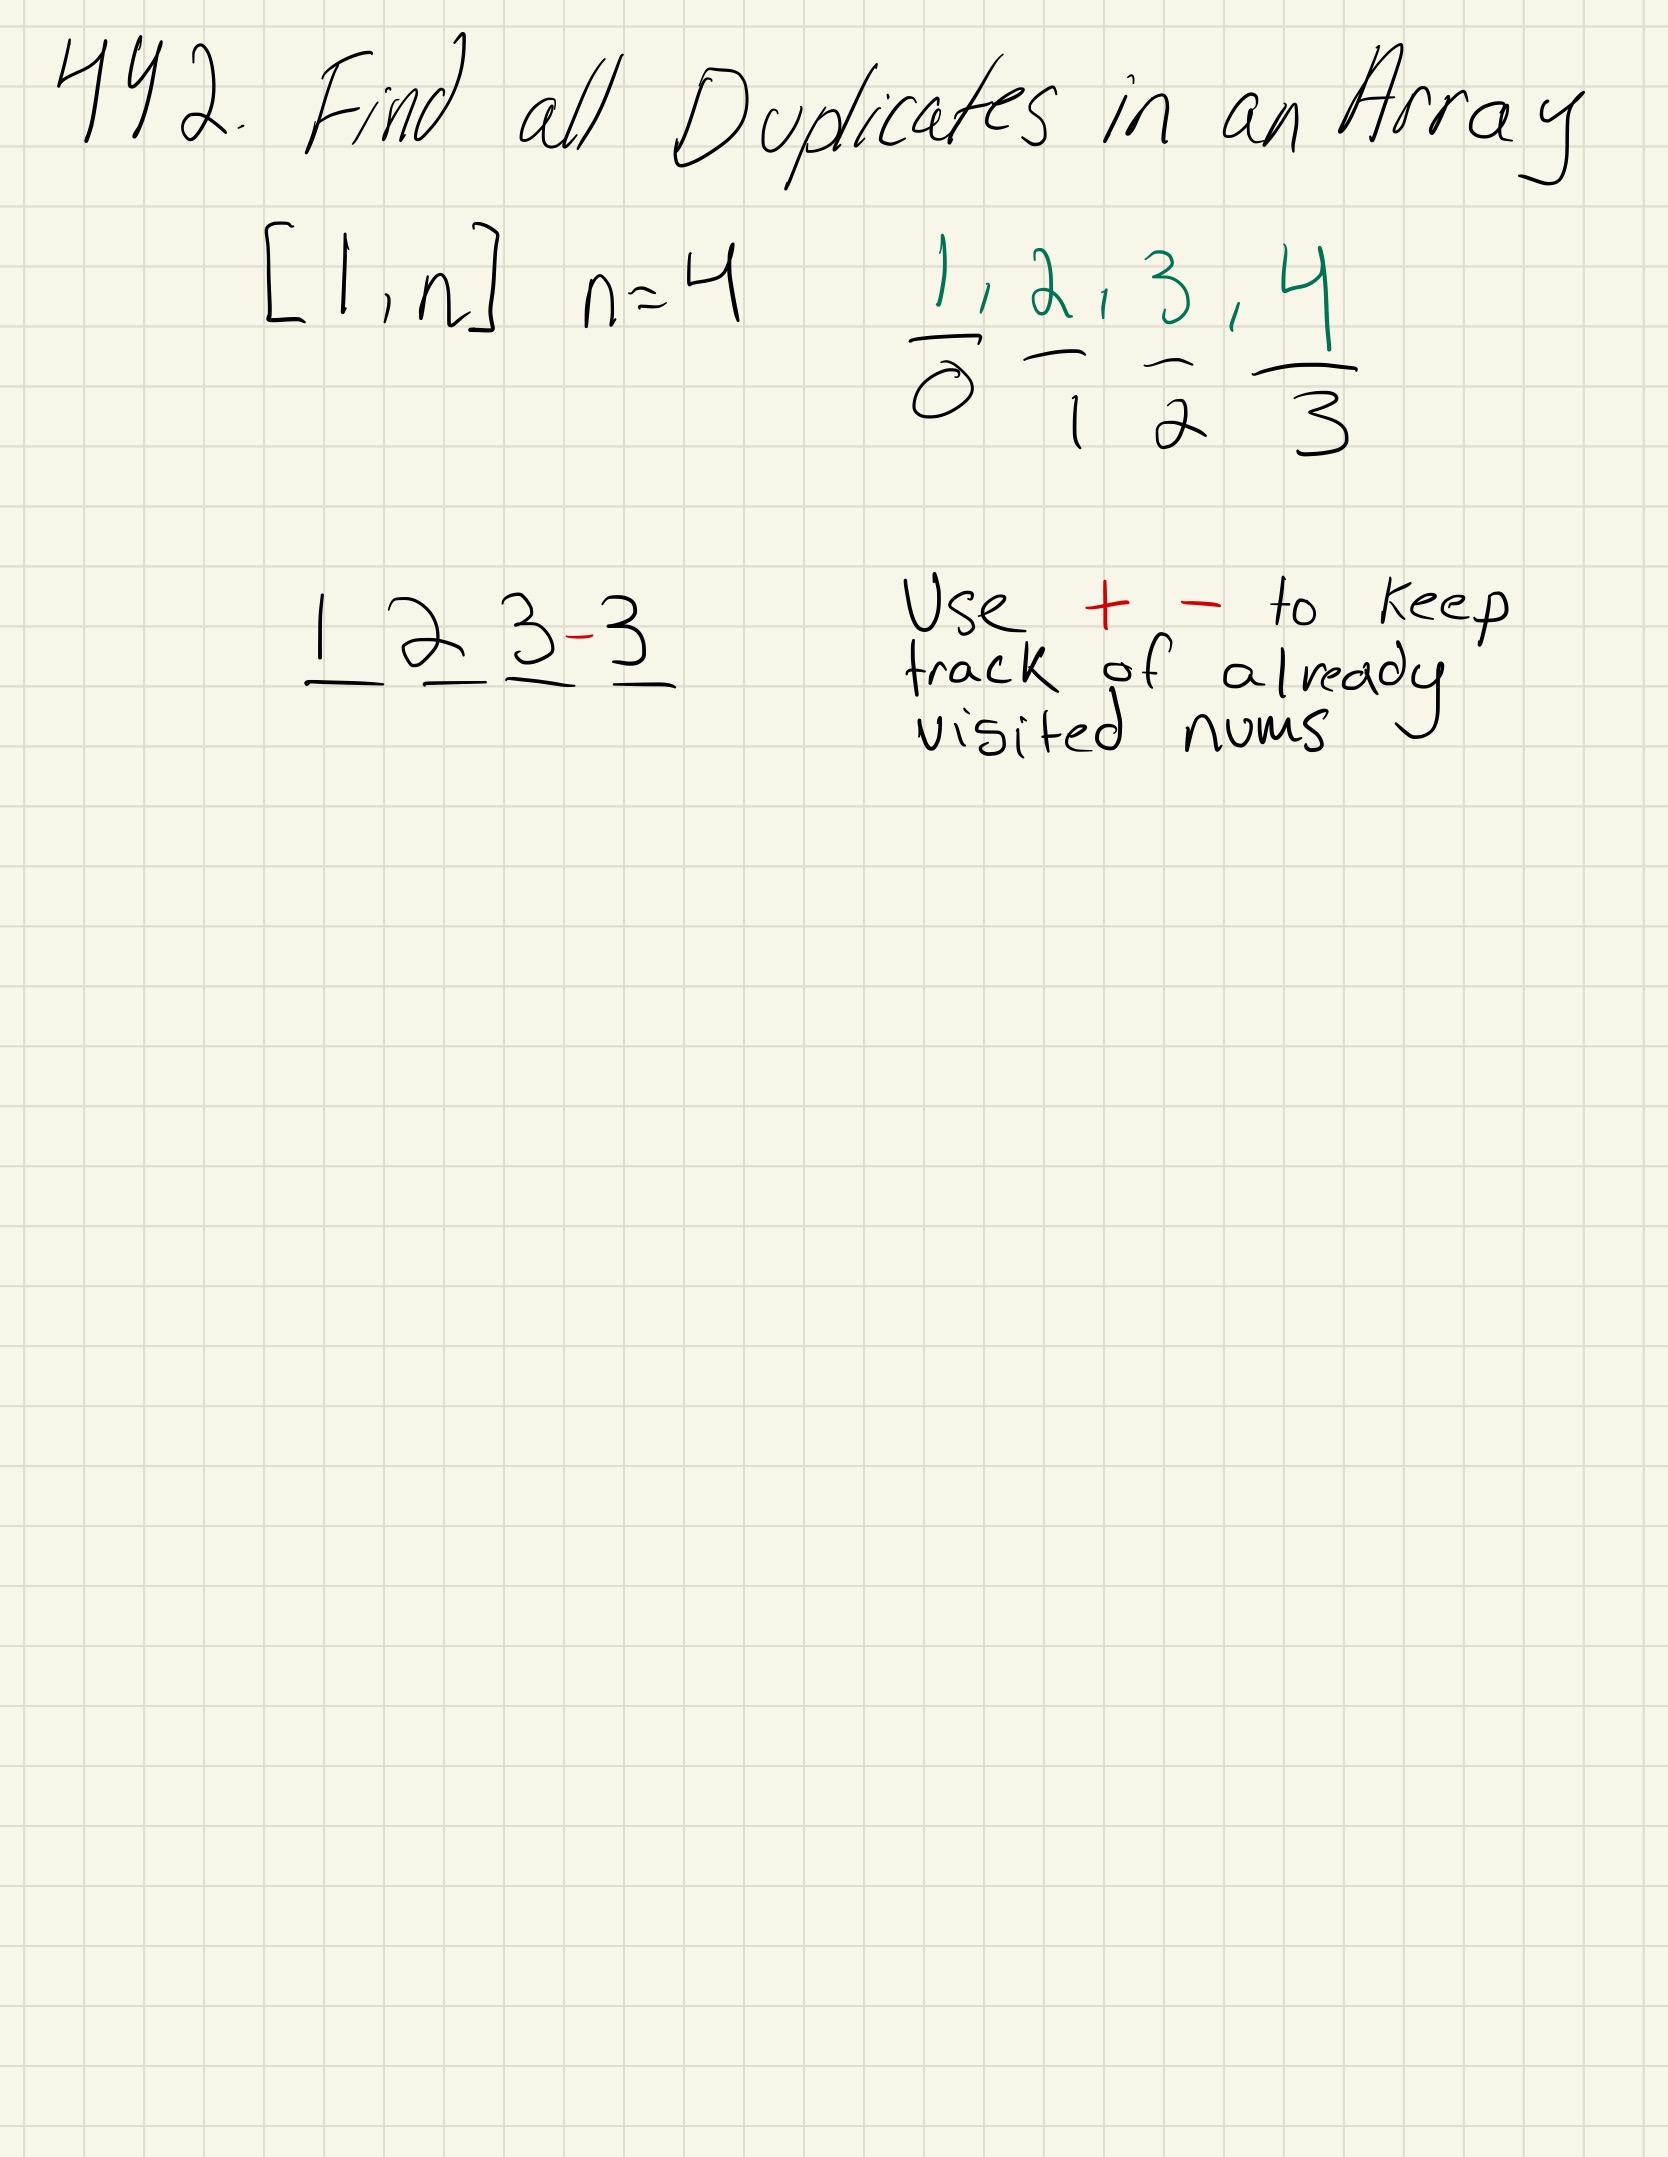 442. Find all Duplicates in an Array
[1,n] n=4 1, 2, 3, 4
0 1 2 3
1 2 3 -3 Use + - to keep
track of already
visited nums